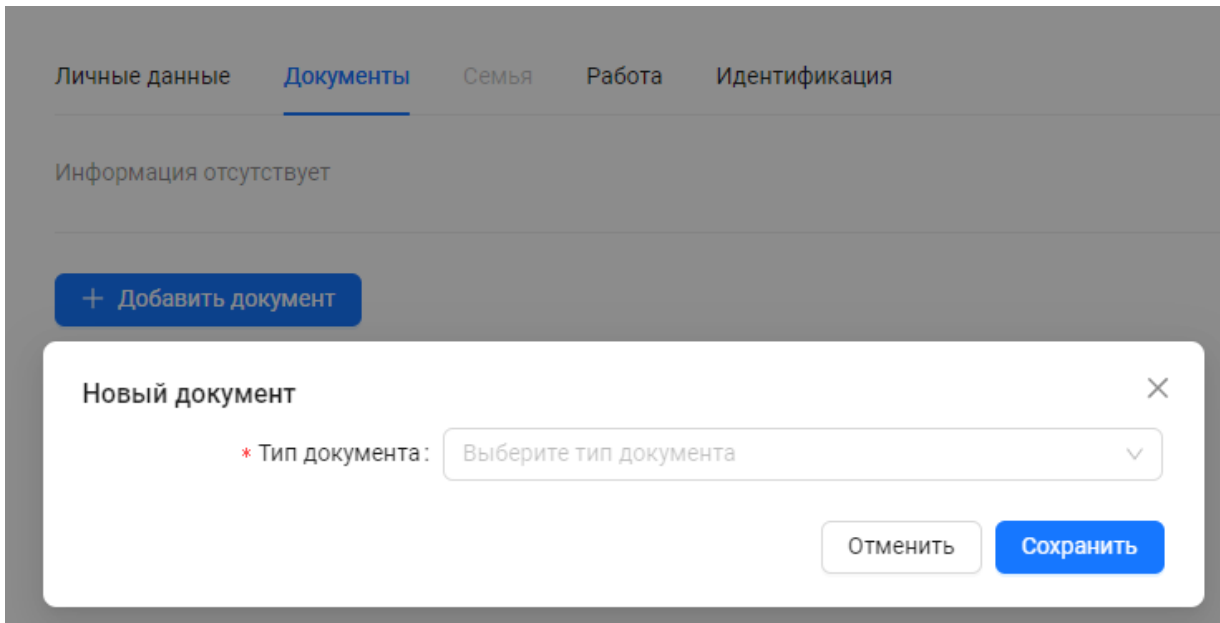 Личные данные Документы Семья Работа Идентификация
Информация отсутствует
+ Добавить документ
Новый документ
* Тип документа: Выберите тип документа
Отменить Сохранить